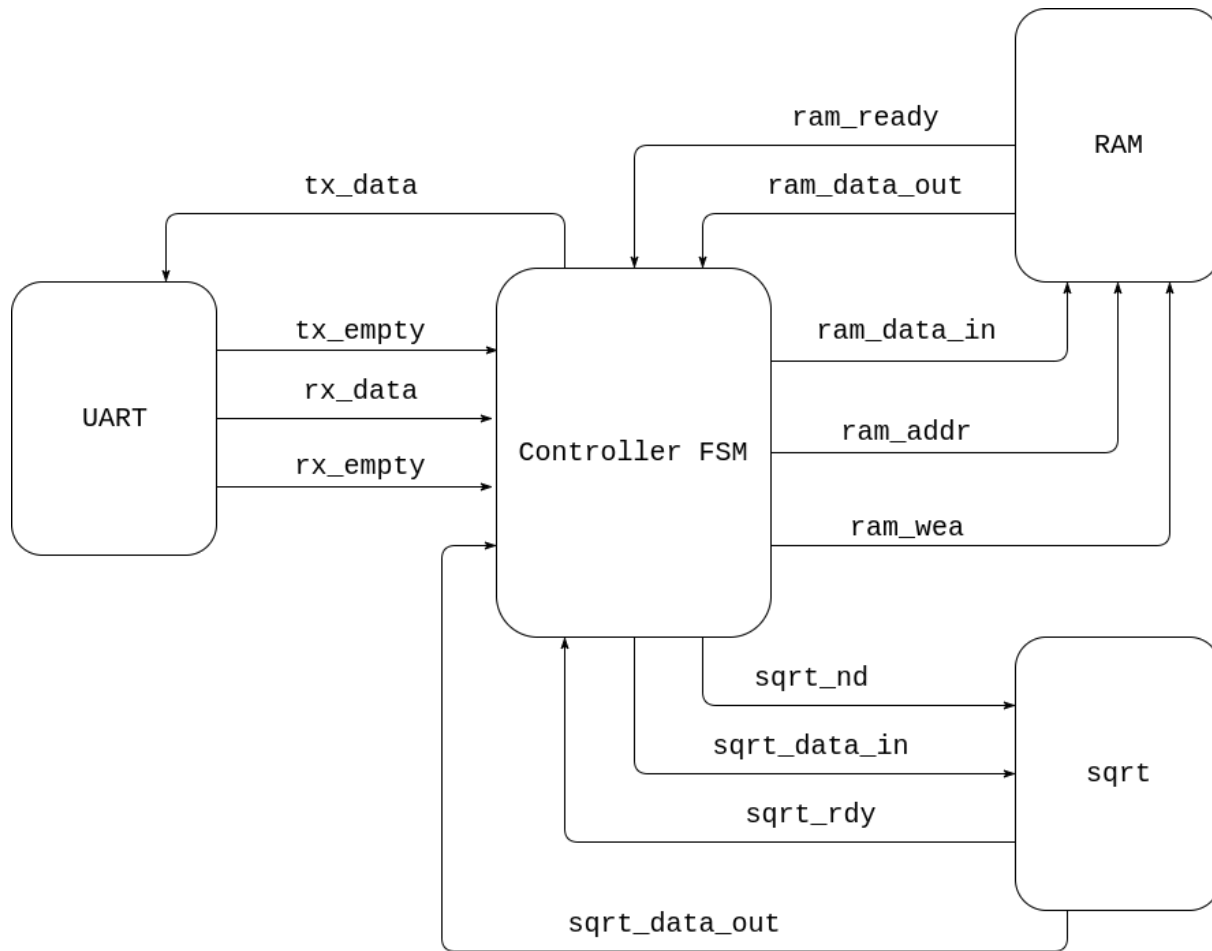 ram_ready
RAM
tx_data
ram_data_out
tx_empty
ram_data_in
rx_data
UART
ram_addr
Controller FSM
rx_empty
ram_wea
sqrt_nd
sqrt_data_in
sqrt
sqrt_rdy
sqrt_data_out